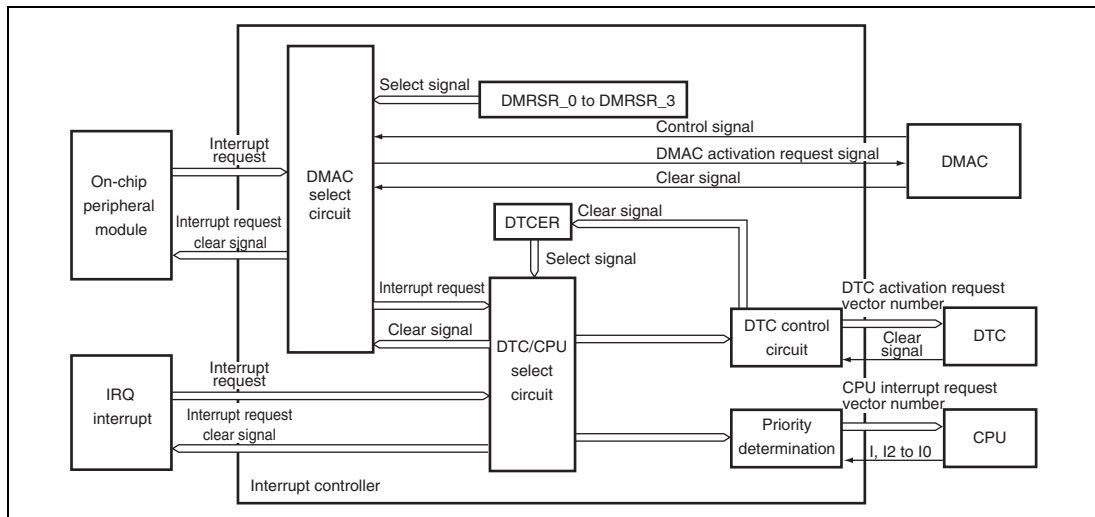 Select signal
DMRSR_0 to DMRSR_3
Control signal
Interrupt
request
DMAC activation request signal
DMAC
DMAC
select
circuit
On-chip
peripheral
module
Clear signal
Interrupt request
clear signal
DTCER
Clear signal
Select signal
Interrupt request
DTC activation request
vector number
DTC control
circuit
DTC
Clear signal
Clear
signal
DTC/CPU
select
circuit
Interrupt
request
IRQ
interrupt
CPU interrupt request
vector number
Interrupt request
clear signal
Priority
determination
CPU
I, I2 to I0
Interrupt controller